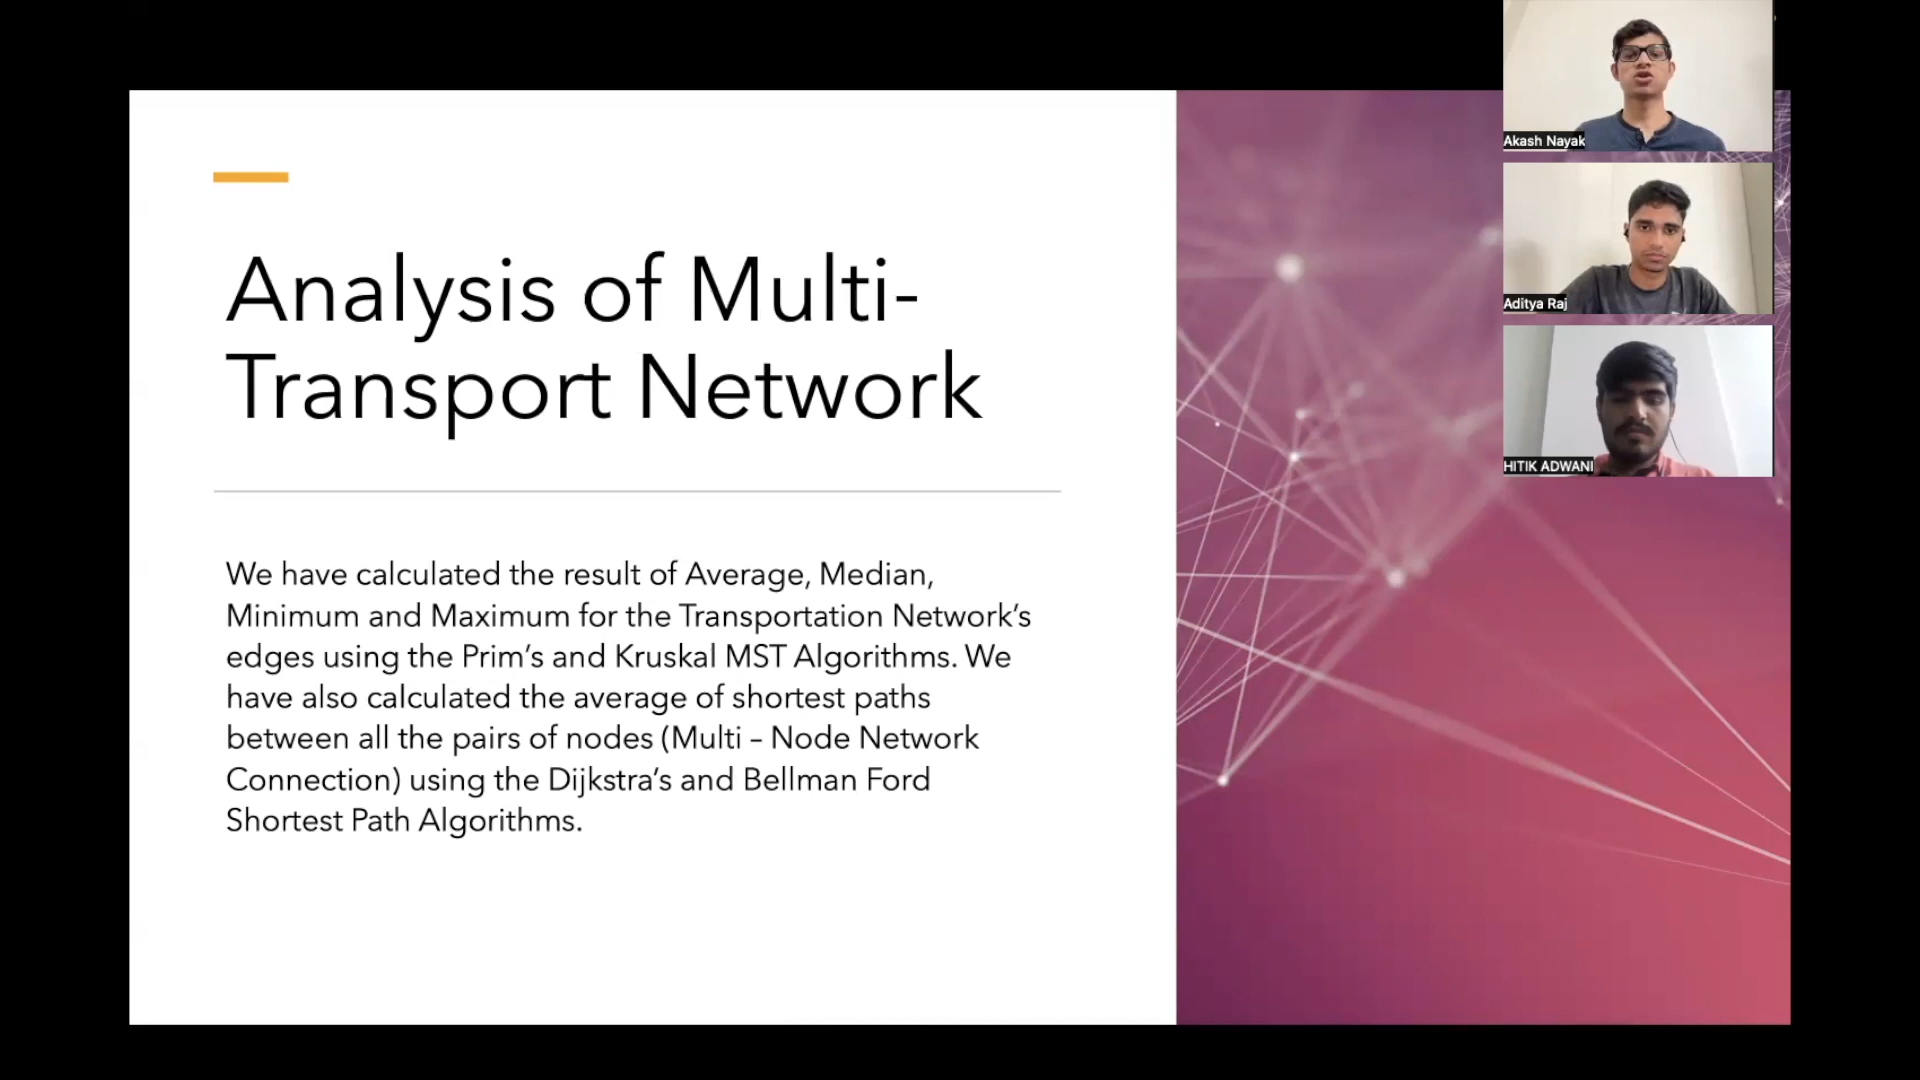 Analysis of Multi-
Transport Network
We have calculated the result of Average, Median,
Minimum and Maximum for the Transportation Network’s
edges using the Prim’s and Kruskal MST Algorithms. We
have also calculated the average of shortest paths
between all the pairs of nodes (Multi – Node Network
Connection) using the Dijkstra’s and Bellman Ford
Shortest Path Algorithms.
Akash Nayak
Aditya Raj
HITIK ADWANI